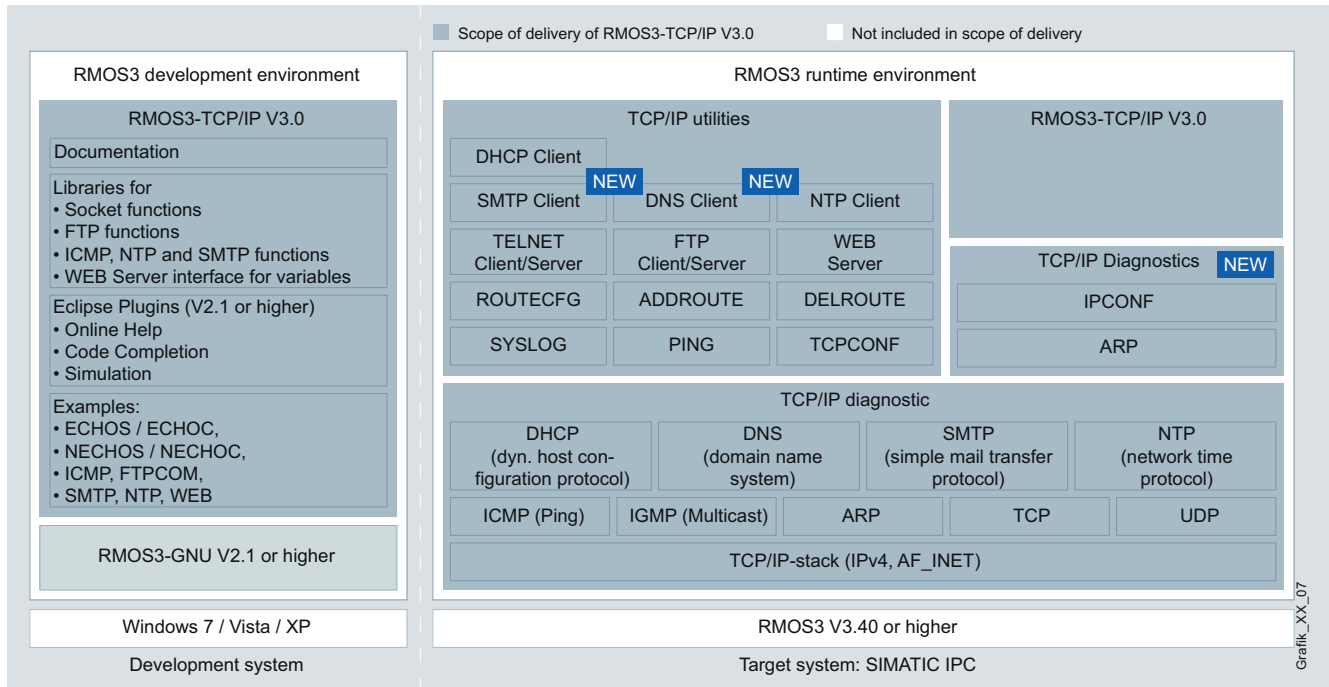 Scope of delivery of RMOS3-TCP/IP V3.0
Not included in scope of delivery
RMOS3 development environment
RMOS3-TCP/IP V3.0
Documentation
Libraries for
• Socket functions
• FTP functions
• ICMP, NTP and SMTP functions
• WEB Server interface for variables
Eclipse Plugins (V2.1 or higher)
• Online Help
• Code Completion
• Simulation
Examples:
• ECHOS / ECHOC,
• NECHOS / NECHOC,
• ICMP, FTPCOM,
• SMTP, NTP, WEB
RMOS3-GNU V2.1 or higher
Windows 7 / Vista / XP
Development system
RMOS3 runtime environment
TCP/IP utilities
DHCP Client
NEW
NEW
SMTP Client
DNS Client
NTP Client
TELNET
Client/Server
FTP
Client/Server
WEB
Server
ROUTECFG
ADDROUTE
DELROUTE
SYSLOG
PING
TCPCONF
RMOS3-TCP/IP V3.0
TCP/IP Diagnostics
NEW
IPCONF
ARP
TCP/IP diagnostic
DHCP
(dyn. host con-
figuration protocol)
DNS
(domain name
system)
SMTP
(simple mail transfer
protocol)
NTP
(network time
protocol)
ICMP (Ping)
IGMP (Multicast)
ARP
TCP
UDP
TCP/IP-stack (IPv4, AF_INET)
RMOS3 V3.40 or higher
Target system: SIMATIC IPC
Grafik_XX_07